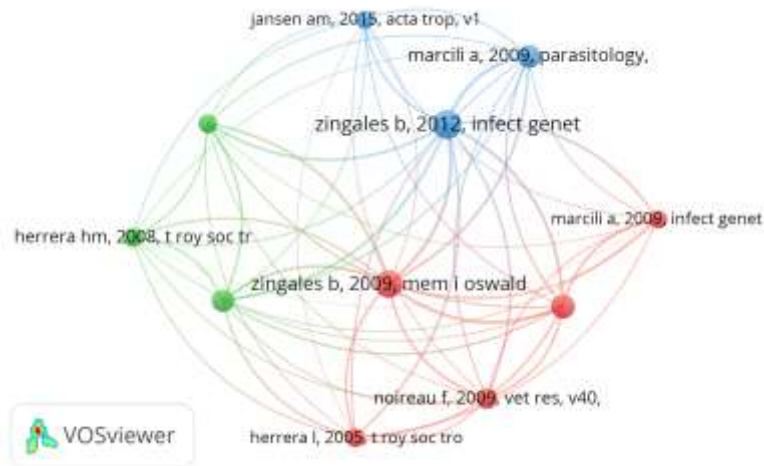 jansen am, 2015, acta trop, v1
marcili a, 2009, parasitology,
zingales b, 2012, infect genet
marcili a, 2009, infect genet
herrera hm, 2008, t roy soc tr
zingales b, 2009, mem i oswald
noireau f, 2009, vet res, v40,
herrera l, 2005, t roy soc tro
VOSviewer